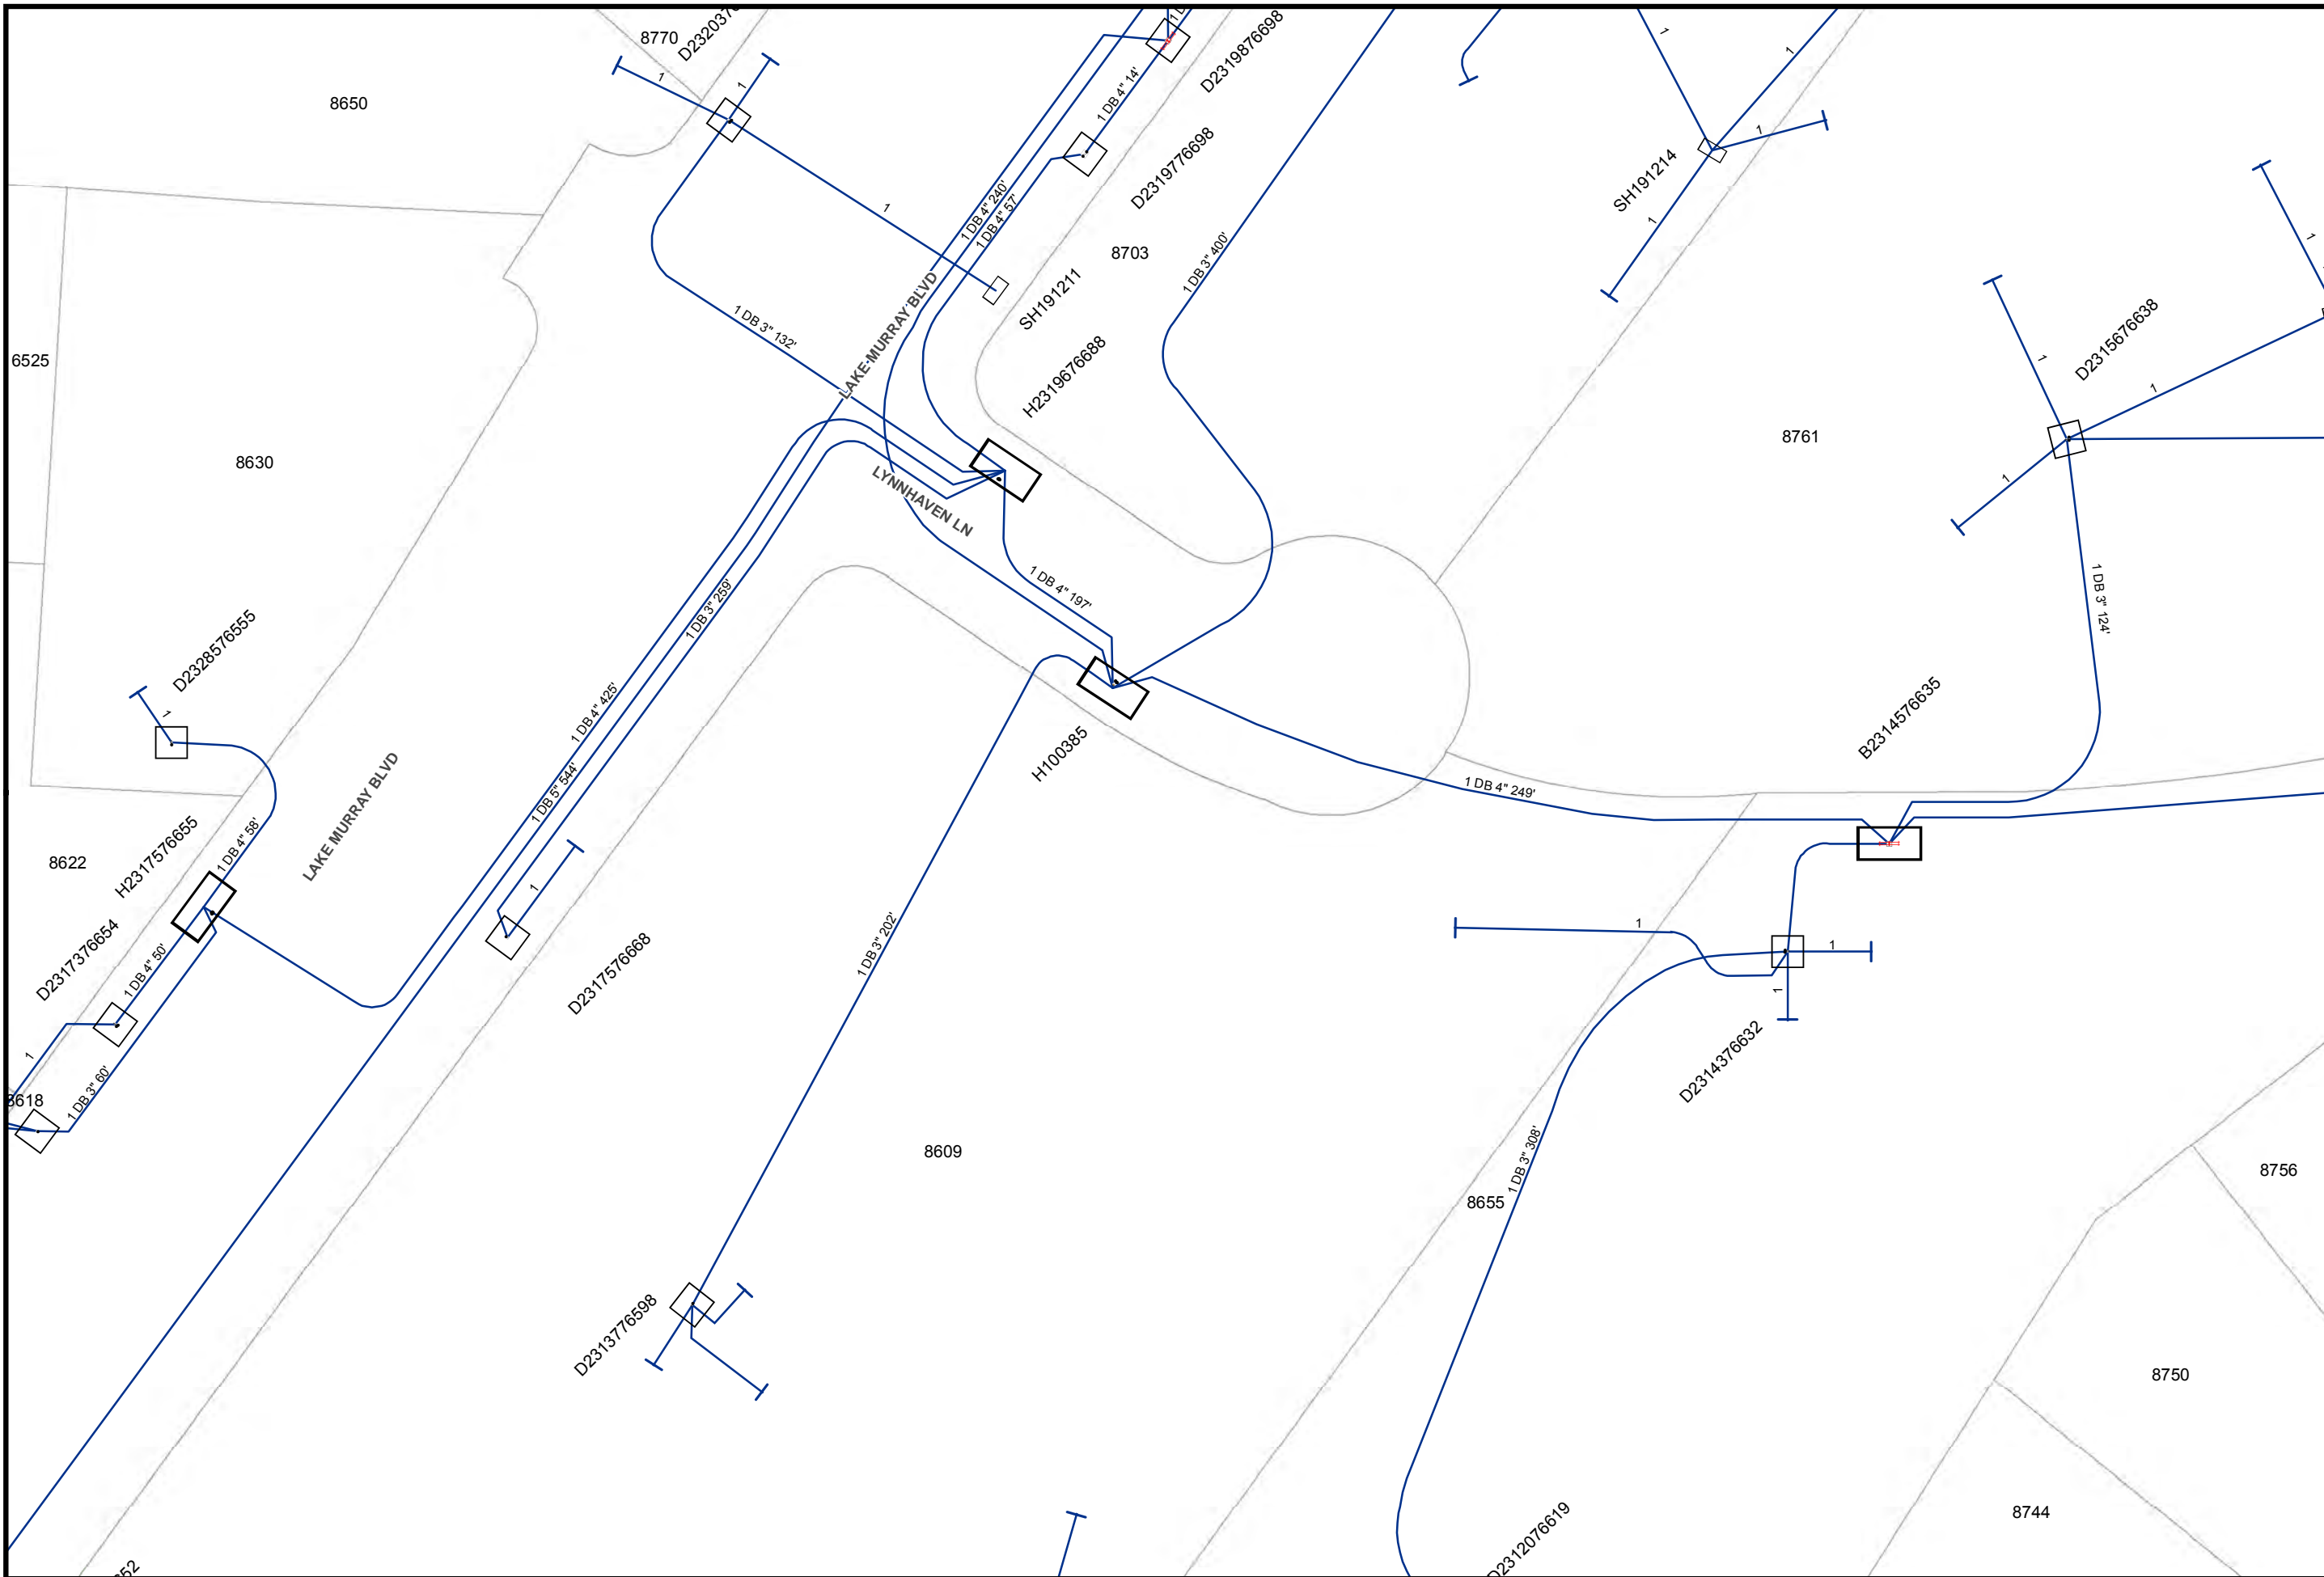 8770
D2320376
1
1
8650
1 DB 4" 14'
D2319876698
1
1
D2319776698
SH191214
1
1
1
1 DB 4" 240'
1 DB 4" 57'
8703
1 DB 3" 400'
1
SH191211
LAKE MURRAY BLVD
1 DB 3" 132'
H2319676688
D2315676638
6525
1
1
8761
8630
LYNNHAVEN LN
1
1 DB 4" 197'
1 DB 3" 259'
1 DB 3" 124'
D2328576555
1
1 DB 4" 425'
B2314576635
H100385
1 DB 5" 544'
1 DB 4" 249'
LAKE MURRAY BLVD
1 DB 4" 58'
H2317576655
8622
1
D2317376654
1 DB 4" 50'
D2317576668
1 DB 3" 202'
1
1
1
1
1 DB 3" 60'
D2314376632
8618
8609
1 DB 3" 308'
8655
8756
D2313776598
8750
8744
D2312076619
52